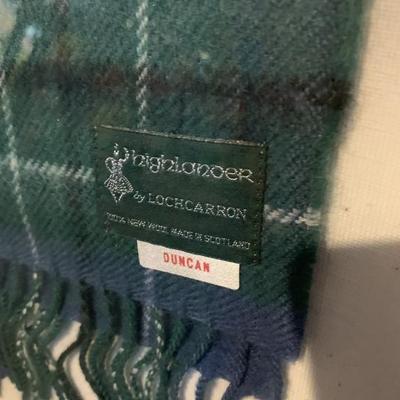 highlander
by LOCHCARRON
100% NEW WOOL MADE IN SCOTLAND
DUNCAN